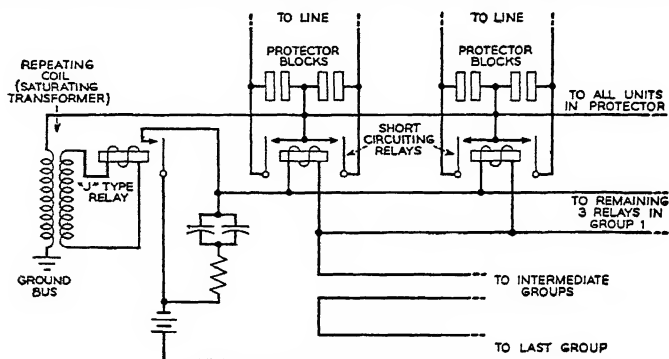 TO LINE
TO LINE
REPEATING
COIL
(SATURATING
TRANSFORMER)
PROTECTOR
BLOCKS
PROTECTOR
BLOCKS
TO ALL UNITS
IN PROTECTOR
SHORT
CIRCUITING
RELAYS
"J" TYPE
RELAY
TO REMAINING
3 RELAYS IN
GROUP 1
GROUND
BUS
TO INTERMEDIATE
GROUPS
TO LAST GROUP